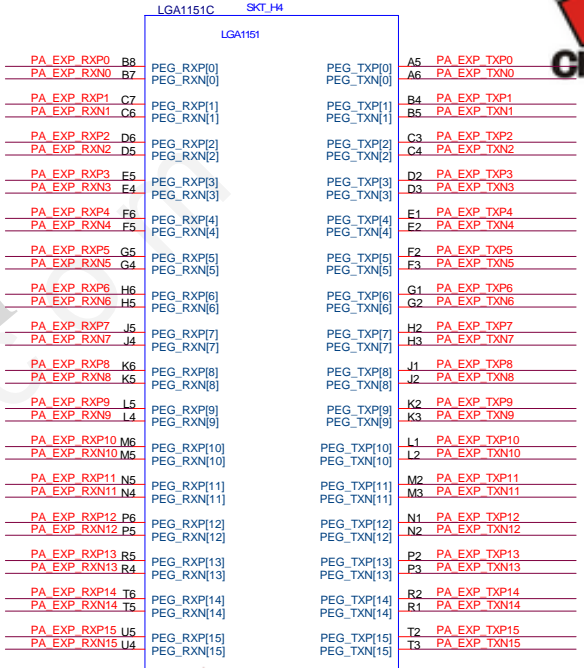 LGA1151C SKT_H4
LGA1151
PA_EXP_RXP0 B8 PEG_RXP[0] PEG_TXP[0] A5 PA_EXP_TXP0
PA_EXP_RXN0 B7 PEG_RXN[0] PEG_TXN[0] A6 PA_EXP_TXN0
PA_EXP_RXP1 C7 PEG_RXP[1] PEG_TXP[1] B4 PA_EXP_TXP1
PA_EXP_RXN1 C6 PEG_RXN[1] PEG_TXN[1] B5 PA_EXP_TXN1
PA_EXP_RXP2 D6 PEG_RXP[2] PEG_TXP[2] C3 PA_EXP_TXP2
PA_EXP_RXN2 D5 PEG_RXN[2] PEG_TXN[2] C4 PA_EXP_TXN2
PA_EXP_RXP3 E5 PEG_RXP[3] PEG_TXP[3] D2 PA_EXP_TXP3
PA_EXP_RXN3 E4 PEG_RXN[3] PEG_TXN[3] D3 PA_EXP_TXN3
PA_EXP_RXP4 F6 PEG_RXP[4] PEG_TXP[4] E1 PA_EXP_TXP4
PA_EXP_RXN4 F5 PEG_RXN[4] PEG_TXN[4] E2 PA_EXP_TXN4
PA_EXP_RXP5 G5 PEG_RXP[5] PEG_TXP[5] F2 PA_EXP_TXP5
PA_EXP_RXN5 G4 PEG_RXN[5] PEG_TXN[5] F3 PA_EXP_TXN5
PA_EXP_RXP6 H6 PEG_RXP[6] PEG_TXP[6] G1 PA_EXP_TXP6
PA_EXP_RXN6 H5 PEG_RXN[6] PEG_TXN[6] G2 PA_EXP_TXN6
PA_EXP_RXP7 J5 PEG_RXP[7] PEG_TXP[7] H2 PA_EXP_TXP7
PA_EXP_RXN7 J4 PEG_RXN[7] PEG_TXN[7] H3 PA_EXP_TXN7
PA_EXP_RXP8 K6 PEG_RXP[8] PEG_TXP[8] J1 PA_EXP_TXP8
PA_EXP_RXN8 K5 PEG_RXN[8] PEG_TXN[8] J2 PA_EXP_TXN8
PA_EXP_RXP9 L5 PEG_RXP[9] PEG_TXP[9] K2 PA_EXP_TXP9
PA_EXP_RXN9 L4 PEG_RXN[9] PEG_TXN[9] K3 PA_EXP_TXN9
PA_EXP_RXP10 M6 PEG_RXP[10] PEG_TXP[10] L1 PA_EXP_TXP10
PA_EXP_RXN10 M5 PEG_RXN[10] PEG_TXN[10] L2 PA_EXP_TXN10
PA_EXP_RXP11 N5 PEG_RXP[11] PEG_TXP[11] M2 PA_EXP_TXP11
PA_EXP_RXN11 N4 PEG_RXN[11] PEG_TXN[11] M3 PA_EXP_TXN11
PA_EXP_RXP12 P6 PEG_RXP[12] PEG_TXP[12] N1 PA_EXP_TXP12
PA_EXP_RXN12 P5 PEG_RXN[12] PEG_TXN[12] N2 PA_EXP_TXN12
PA_EXP_RXP13 R5 PEG_RXP[13] PEG_TXP[13] P2 PA_EXP_TXP13
PA_EXP_RXN13 R4 PEG_RXN[13] PEG_TXN[13] P3 PA_EXP_TXN13
PA_EXP_RXP14 T6 PEG_RXP[14] PEG_TXP[14] R2 PA_EXP_TXP14
PA_EXP_RXN14 T5 PEG_RXN[14] PEG_TXN[14] R1 PA_EXP_TXN14
PA_EXP_RXP15 U5 PEG_RXP[15] PEG_TXP[15] T2 PA_EXP_TXP15
PA_EXP_RXN15 U4 PEG_RXN[15] PEG_TXN[15] T3 PA_EXP_TXN15